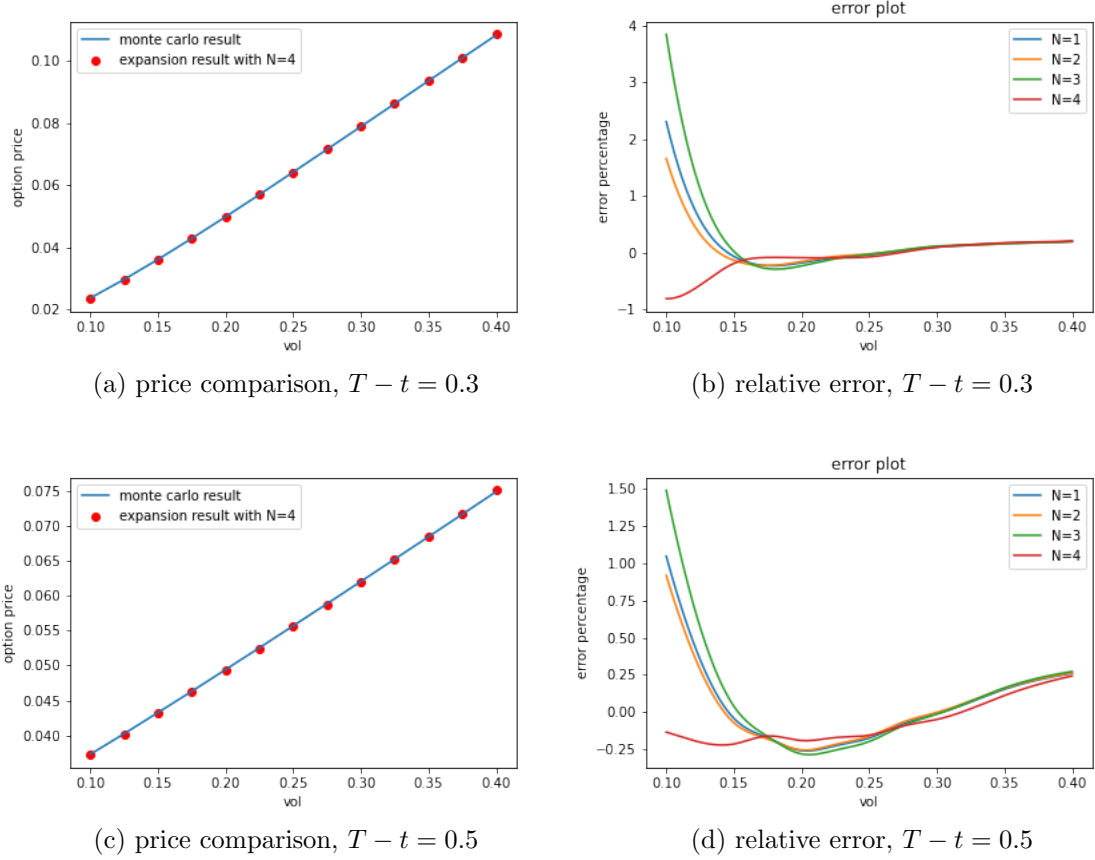 monte carlo result
expansion result with N=4
0.10
0.08
0.06
0.04
0.02
option price
0.10 0.15 0.20 0.25 0.30 0.35 0.40
vol
(a) price comparison, T − t = 0.3
error plot
N=1
N=2
N=3
N=4
4
3
2
1
0
−1
error percentage
0.10 0.15 0.20 0.25 0.30 0.35 0.40
vol
(b) relative error, T − t = 0.3
monte carlo result
expansion result with N=4
0.075
0.070
0.065
0.060
0.055
0.050
0.045
0.040
option price
0.10 0.15 0.20 0.25 0.30 0.35 0.40
vol
(c) price comparison, T − t = 0.5
error plot
N=1
N=2
N=3
N=4
1.50
1.25
1.00
0.75
0.50
0.25
0.00
−0.25
error percentage
0.10 0.15 0.20 0.25 0.30 0.35 0.40
vol
(d) relative error, T − t = 0.5